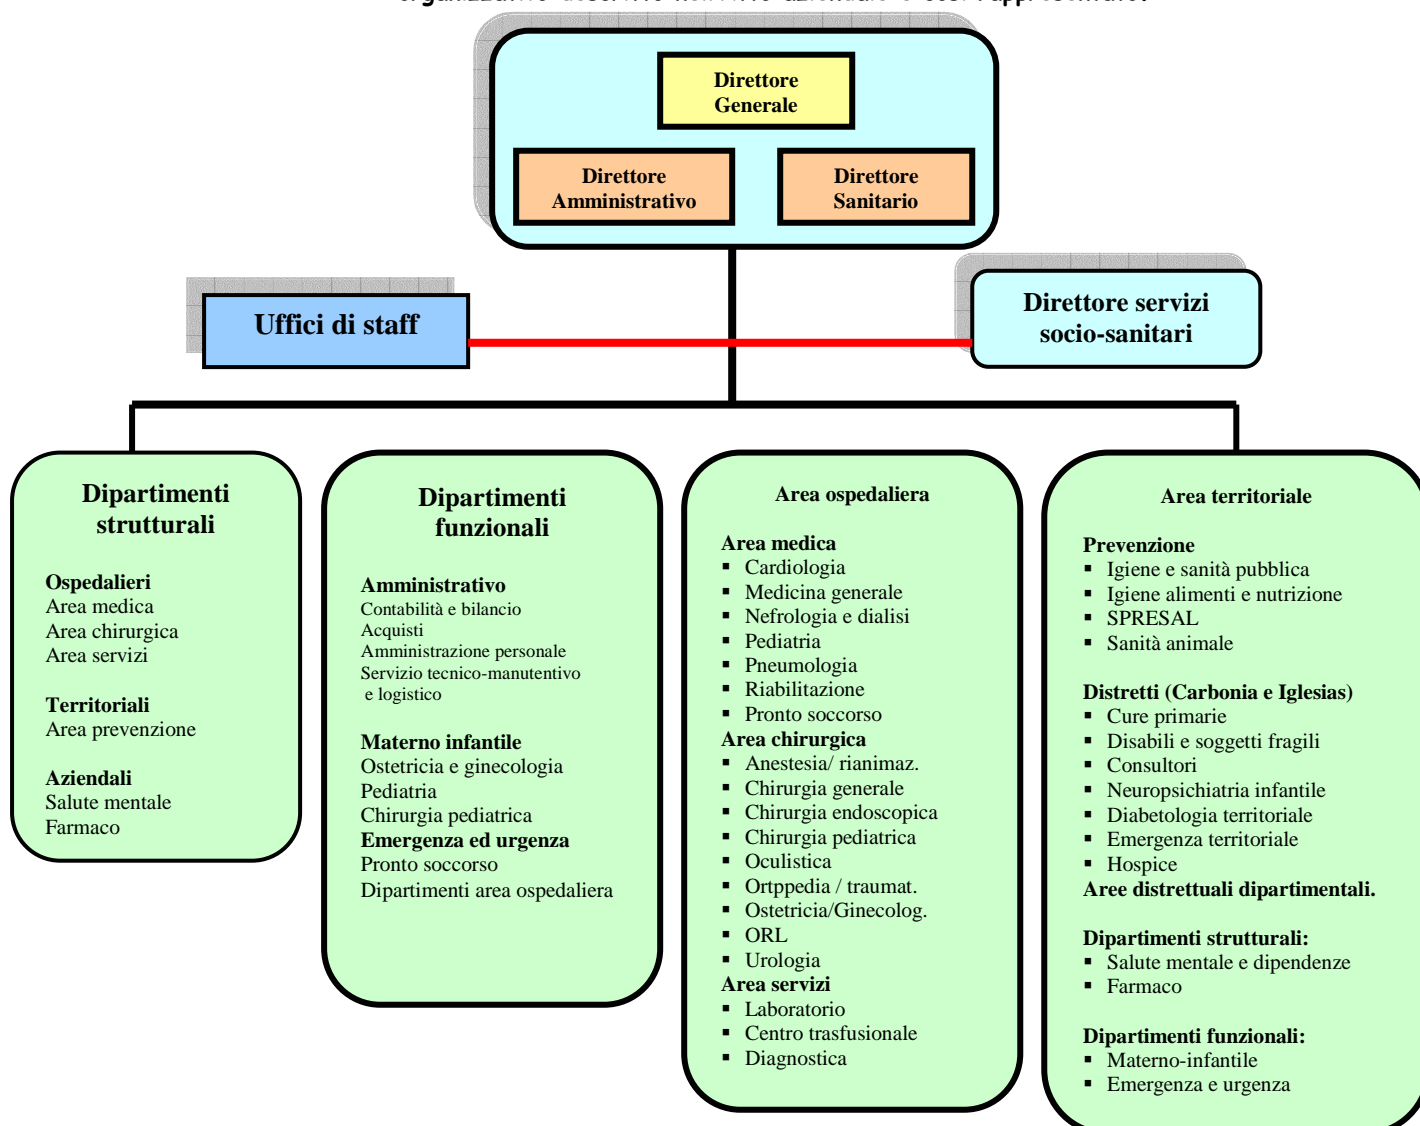 Direttore
Generale
Direttore
Amministrativo
Direttore
Sanitario
Uffici di staff
Direttore servizi
socio-sanitari
Dipartimenti
strutturali
Ospedalieri
Area medica
Area chirurgica
Area servizi
Territoriali
Area prevenzione
Aziendali
Salute mentale
Farmaco
Dipartimenti
funzionali
Amministrativo
Contabilità e bilancio
Acquisti
Amministrazione personale
Servizio tecnico-manutentivo
e logistico
Materno infantile
Ostetricia e ginecologia
Pediatria
Chirurgia pediatrica
Emergenza ed urgenza
Pronto soccorso
Dipartimenti area ospedaliera
Area ospedaliera
Area medica
▪ Cardiologia
▪ Medicina generale
▪ Nefrologia e dialisi
▪ Pediatria
▪ Pneumologia
▪ Riabilitazione
▪ Pronto soccorso
Area chirurgica
▪ Anestesia/ rianimaz.
▪ Chirurgia generale
▪ Chirurgia endoscopica
▪ Chirurgia pediatrica
▪ Oculistica
▪ Ortppedia / traumat.
▪ Ostetricia/Ginecolog.
▪ ORL
▪ Urologia
Area servizi
▪ Laboratorio
▪ Centro trasfusionale
▪ Diagnostica
Area territoriale
Prevenzione
▪ Igiene e sanità pubblica
▪ Igiene alimenti e nutrizione
▪ SPRESAL
▪ Sanità animale
Distretti (Carbonia e Iglesias)
▪ Cure primarie
▪ Disabili e soggetti fragili
▪ Consultori
▪ Neuropsichiatria infantile
▪ Diabetologia territoriale
▪ Emergenza territoriale
▪ Hospice
Aree distrettuali dipartimentali.
Dipartimenti strutturali:
▪ Salute mentale e dipendenze
▪ Farmaco
Dipartimenti funzionali:
▪ Materno-infantile
▪ Emergenza e urgenza